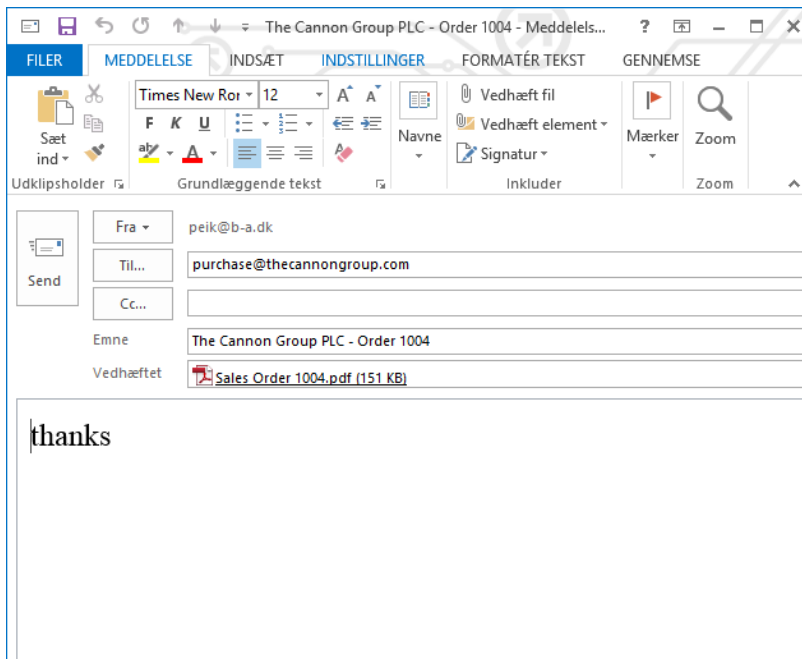 The Cannon Group PLC - Order 1004 - Meddelels... ?
FILER MEDDELELSE INDSÆT INDSTILLINGER FORMATÉR TEKST GENNEMSE
Times New Ror 12 A A Vedhæft fil
F K U Vedhæft element
Sæt ind Navne Mærker Zoom
ab A Signatur
Udklipsholder Grundlæggende tekst Inkluder Zoom
Fra peik@b-a.dk
Til... purchase@thecannongroup.com
Send
Cc...
Emne The Cannon Group PLC - Order 1004
Vedhæftet Sales Order 1004.pdf (151 KB)
thanks